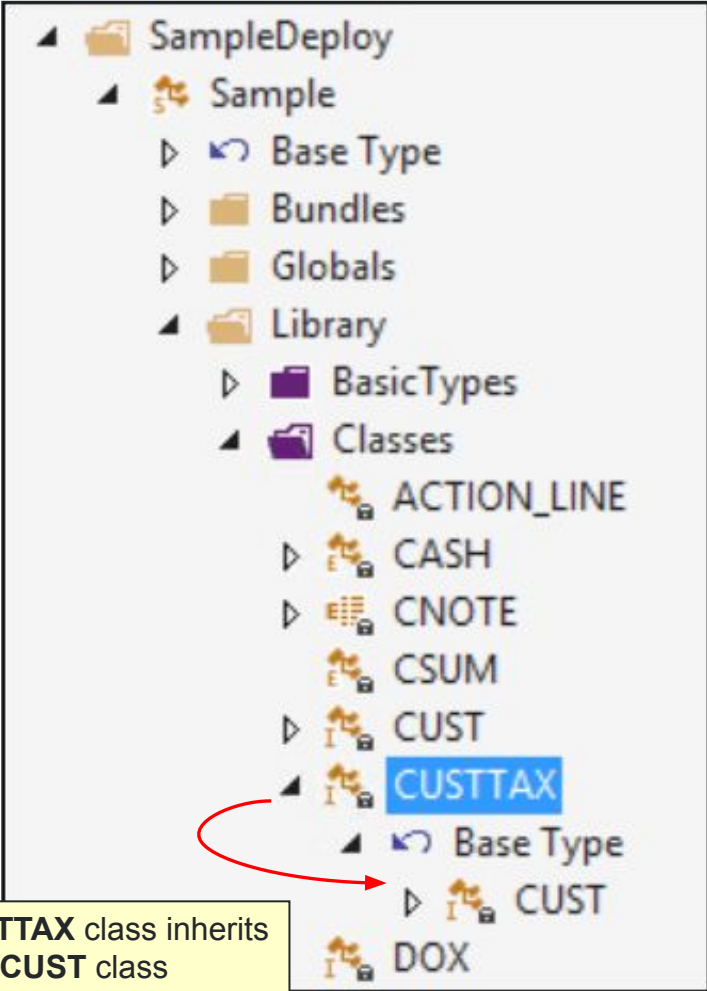 SampleDeploy
Sample
Base Type
Bundles
Globals
Library
BasicTypes
Classes
ACTION_LINE
CASH
CNOTE
CSUM
CUST
CUSTTAX
Base Type
CUST
class inherits
CUST class
DOX